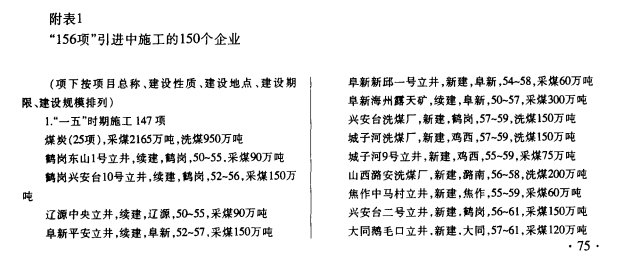 附表1
“156项”引进中施工的150个企业
(项下按项目总称、建设性质、建设地点、建设期
限、建设规模排列)
1.“一五”时期施工147项
煤炭(25项),采煤2165万吨,洗煤950万吨
鹤岗东山1号立井,续建,鹤岗,50~55,采煤90万吨
鹤岗兴安台10号立井,续建,鹤岗,52~56,采煤150万
吨
辽源中央立井,续建,辽源,50~55,采煤90万吨
阜新平安立井,续建,阜新,52~57,采煤150万吨
阜新新邱一号立井,新建,阜新,54~58,采煤60万吨
阜新海州露天矿,续建,阜新,50~57,采煤300万吨
兴安台洗煤厂,新建,鹤岗,57~59,洗煤150万吨
城子河洗煤厂,新建,鸡西,57~59,洗煤150万吨
城子河9号立井,新建,鸡西,55~59,采煤75万吨
山西潞安洗煤厂,新建,潞南,56~58,洗煤200万吨
焦作中马村立井,新建,焦作,55~59,采煤60万吨
兴安台二号立井,新建,鹤岗,56~61,采煤150万吨
大同鹅毛口立井,新建,大同,57~61,采煤120万吨
·75·